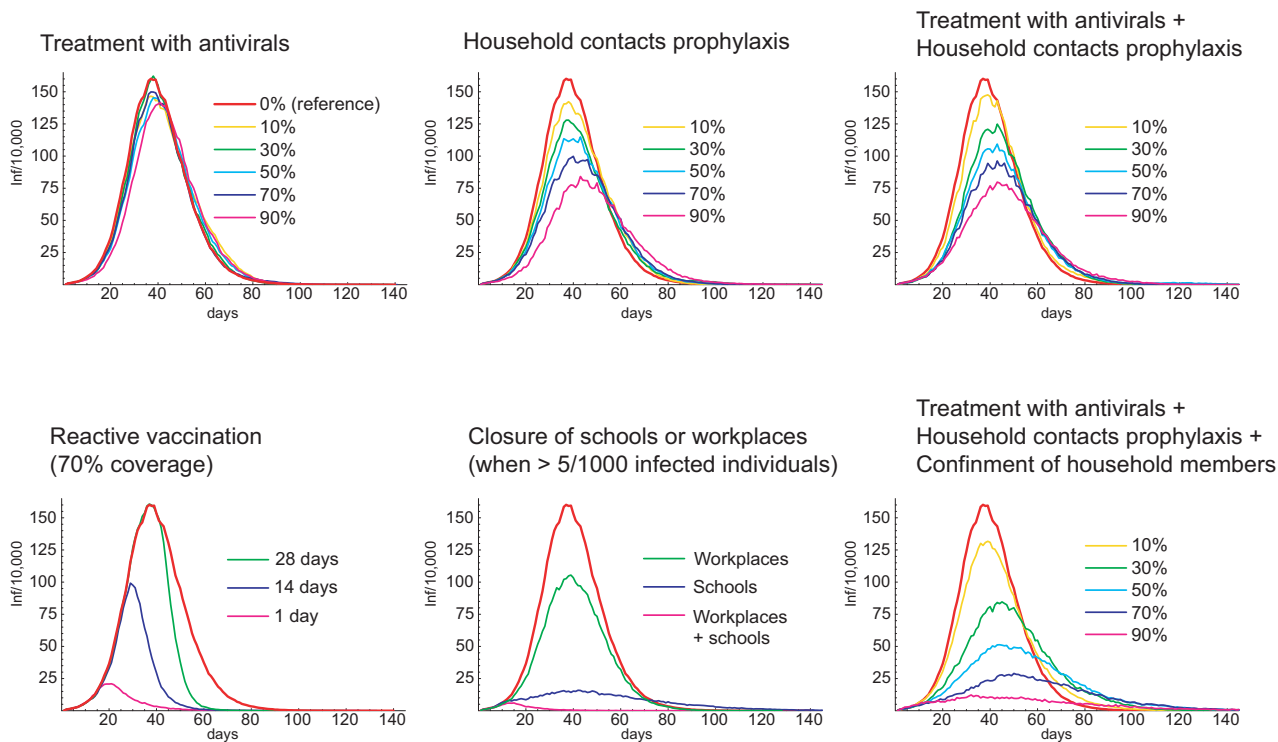 Treatment with antivirals
Inf/10,000
150
125
100
75
50
25
0% (reference)
10%
30%
50%
70%
90%
20 40 60 80 100 120 140
days
Household contacts prophylaxis
Inf/10,000
150
125
100
75
50
25
10%
30%
50%
70%
90%
20 40 60 80 100 120 140
days
Treatment with antivirals +
Household contacts prophylaxis
Inf/10,000
150
125
100
75
50
25
10%
30%
50%
70%
90%
20 40 60 80 100 120 140
days
Reactive vaccination
(70% coverage)
Inf/10,000
150
125
100
75
50
25
28 days
14 days
1 day
20 40 60 80 100 120 140
days
Closure of schools or workplaces
(when > 5/1000 infected individuals)
Inf/10,000
150
125
100
75
50
25
Workplaces
Schools
Workplaces
+ schools
20 40 60 80 100 120 140
days
Treatment with antivirals +
Household contacts prophylaxis +
Confinment of household members
Inf/10,000
150
125
100
75
50
25
10%
30%
50%
70%
90%
20 40 60 80 100 120 140
days